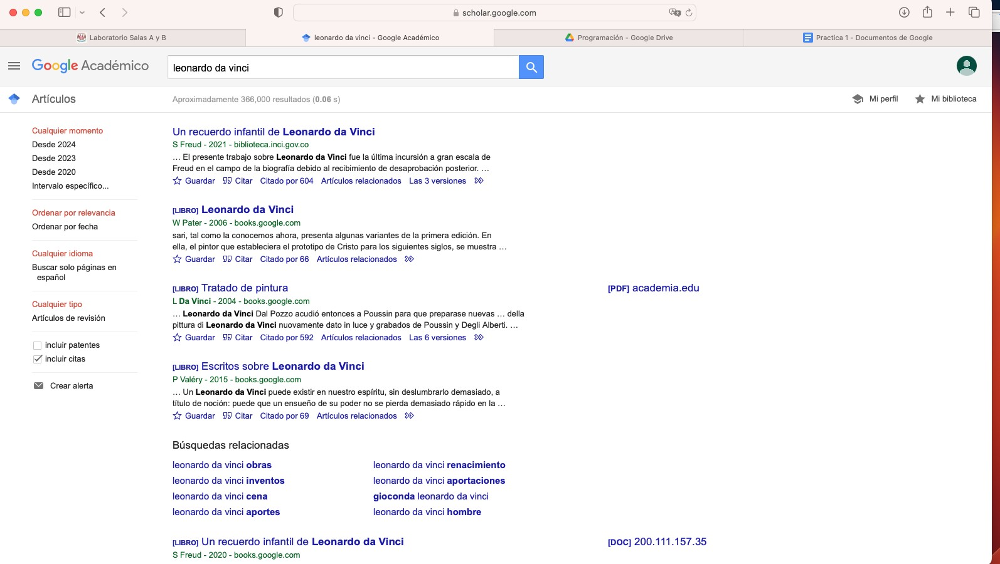 scholar.google.com
Laboratorio Salas A y B
leonardo da vinci - Google Académico
Programación - Google Drive
Practica 1 - Documentos de Google
Google Académico
leonardo da vinci
Artículos
Aproximadamente 366,000 resultados (0.06 s)
Mi perfil
Mi biblioteca
Cualquier momento
Desde 2024
Desde 2023
Desde 2020
Intervalo específico...
Ordenar por relevancia
Ordenar por fecha
Cualquier idioma
Buscar solo páginas en
español
Cualquier tipo
Artículos de revisión
incluir patentes
incluir citas
Crear alerta
Un recuerdo infantil de Leonardo da Vinci
S Freud - 2021 - biblioteca.inci.gov.co
… El presente trabajo sobre Leonardo da Vinci fue la última incursión a gran escala de
Freud en el campo de la biografía debido al recibimiento de desaprobación posterior. …
Guardar Citar Citado por 604 Artículos relacionados Las 3 versiones
[LIBRO] Leonardo da Vinci
W Pater - 2006 - books.google.com
sari, tal como la conocemos ahora, presenta algunas variantes de la primera edición. En
ella, el pintor que estableciera el prototipo de Cristo para los siguientes siglos, se muestra …
Guardar Citar Citado por 66 Artículos relacionados
[LIBRO] Tratado de pintura
[PDF] academia.edu
L Da Vinci - 2004 - books.google.com
… Leonardo da Vinci Dal Pozzo acudió entonces a Poussin para que preparase nuevas … della
pittura di Leonardo da Vinci nuovamente dato in luce y grabados de Poussin y Degli Alberti. …
Guardar Citar Citado por 592 Artículos relacionados Las 6 versiones
[LIBRO] Escritos sobre Leonardo da Vinci
P Valéry - 2015 - books.google.com
… Un Leonardo da Vinci puede existir en nuestro espíritu, sin deslumbrarlo demasiado, a
título de noción: puede que un ensueño de su poder no se pierda demasiado rápido en la …
Guardar Citar Citado por 69 Artículos relacionados
Búsquedas relacionadas
leonardo da vinci obras
leonardo da vinci renacimiento
leonardo da vinci inventos
leonardo da vinci aportaciones
leonardo da vinci cena
gioconda leonardo da vinci
leonardo da vinci aportes
leonardo da vinci hombre
[LIBRO] Un recuerdo infantil de Leonardo da Vinci
[DOC] 200.111.157.35
S Freud - 2020 - books.google.com